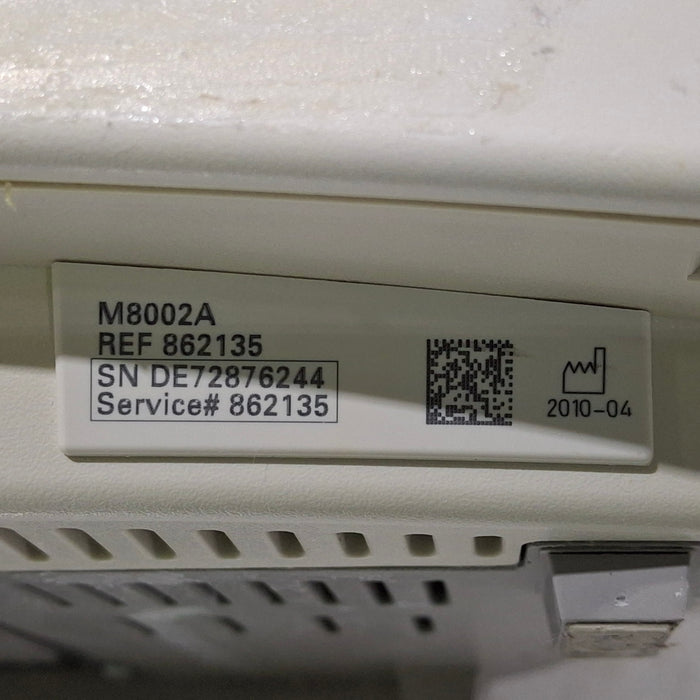 M8002A
REF 862135
SN DE72876244
Service# 862135
2010-04